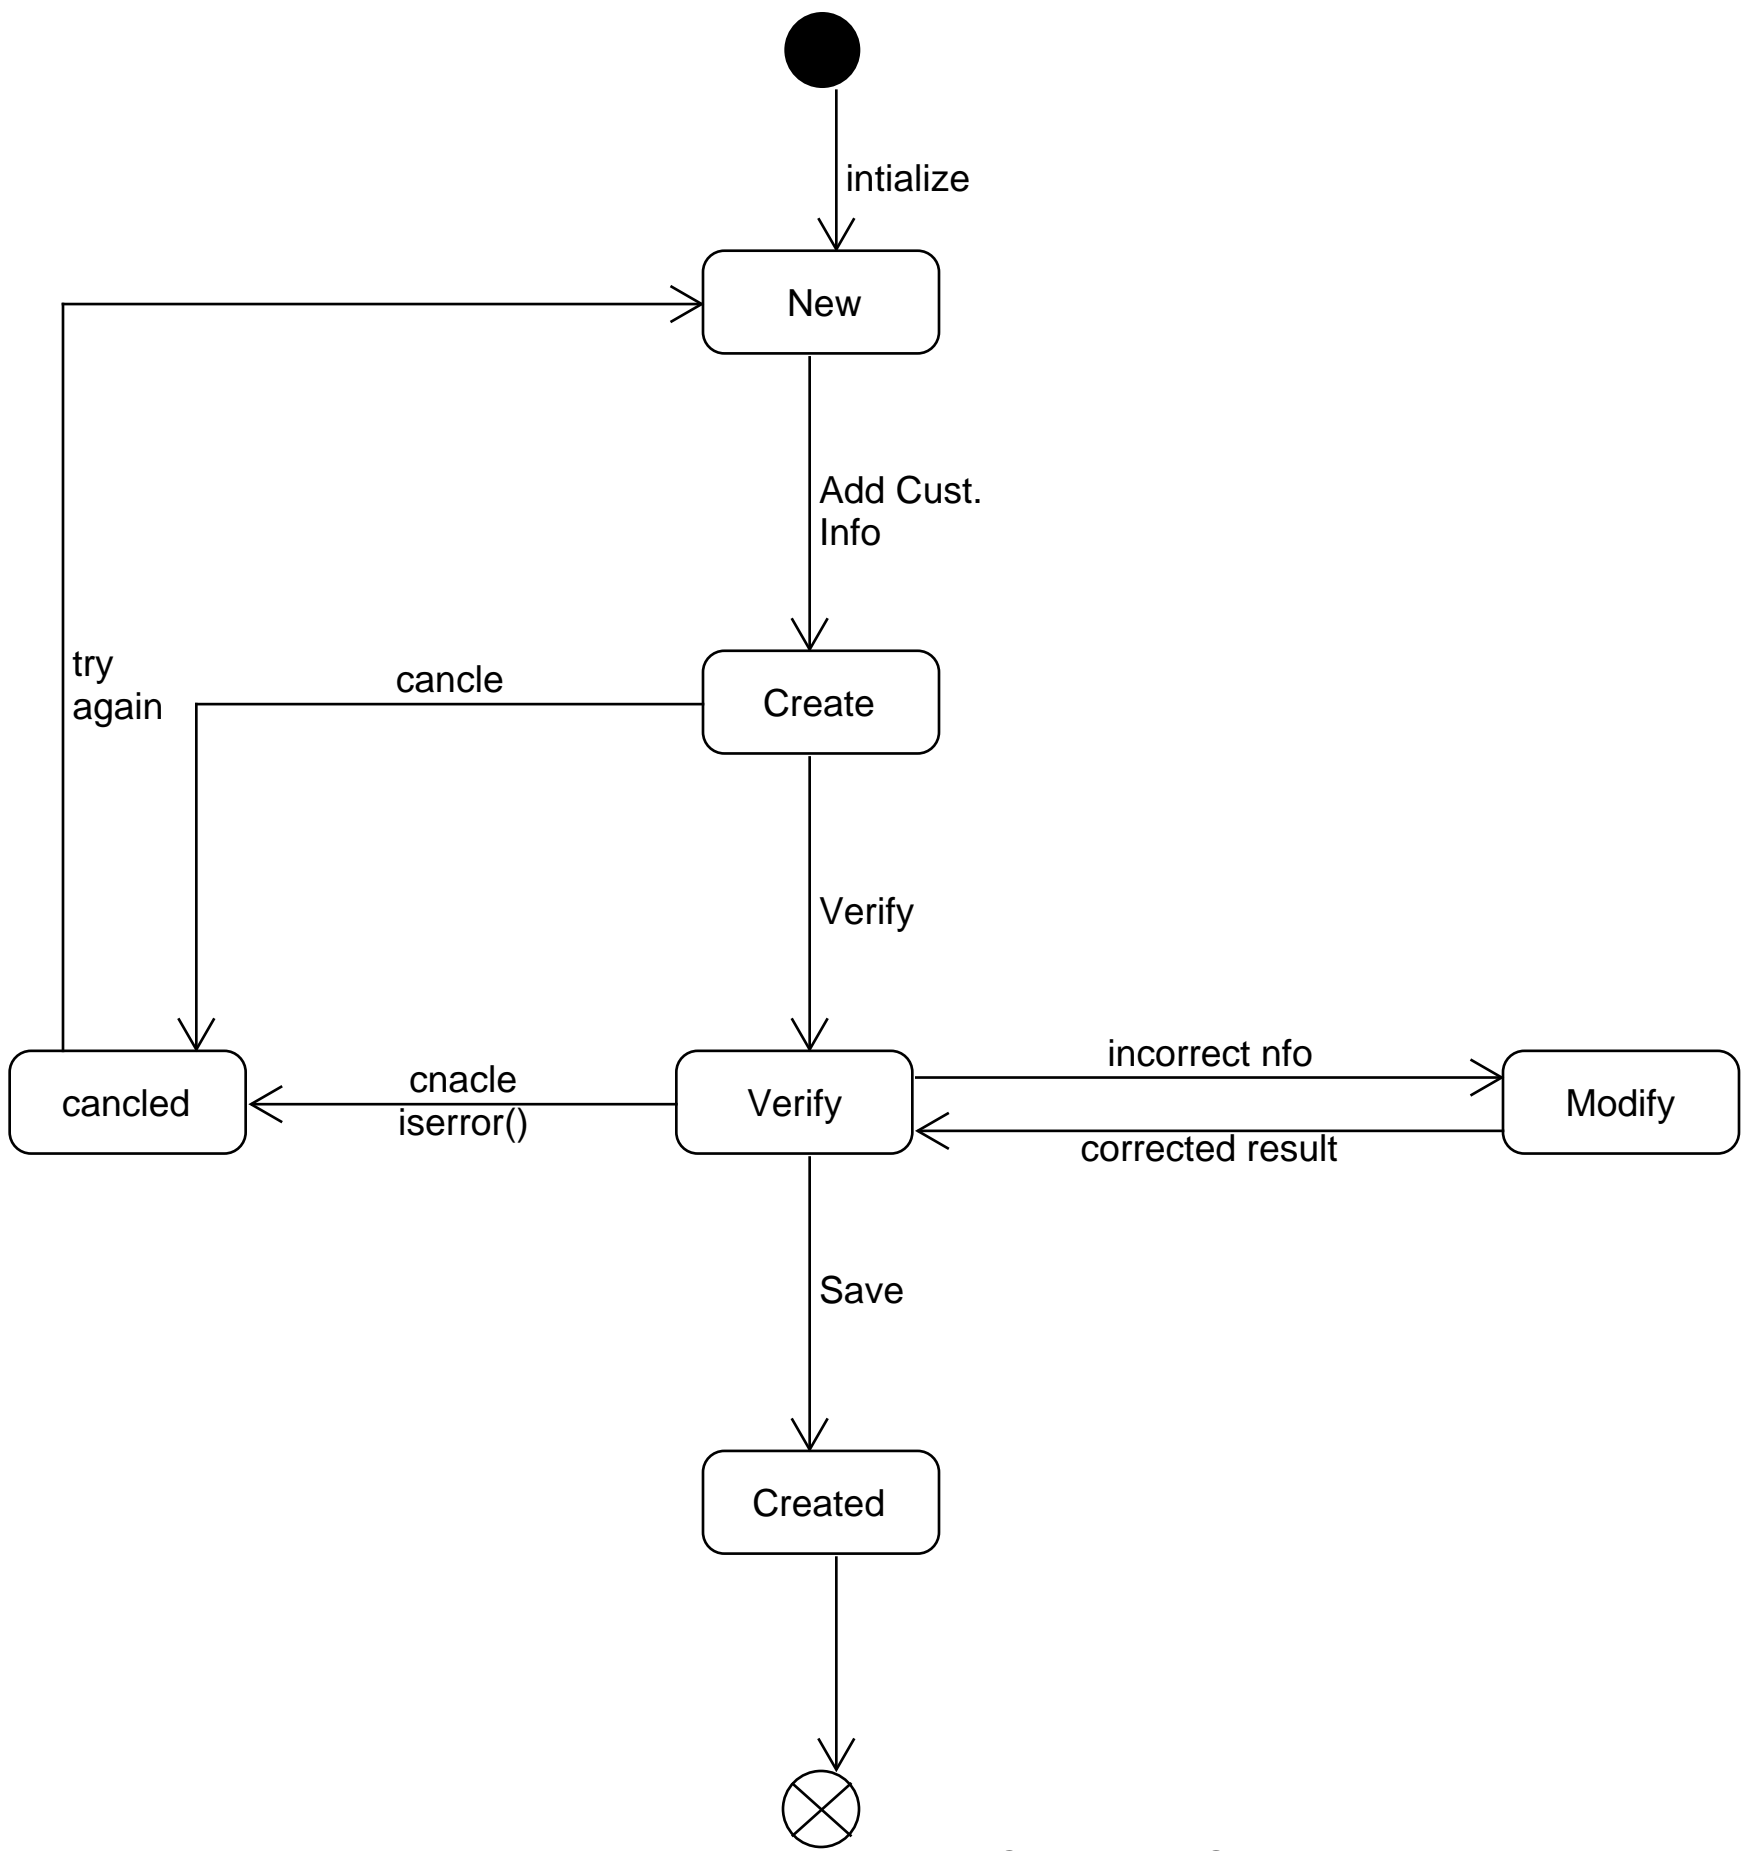 intialize
New
Add Cust.
Info
try
again
cancle
Create
Verify
cancled
cnacle
iserror()
Verify
incorrect nfo
corrected result
Modify
Save
Created